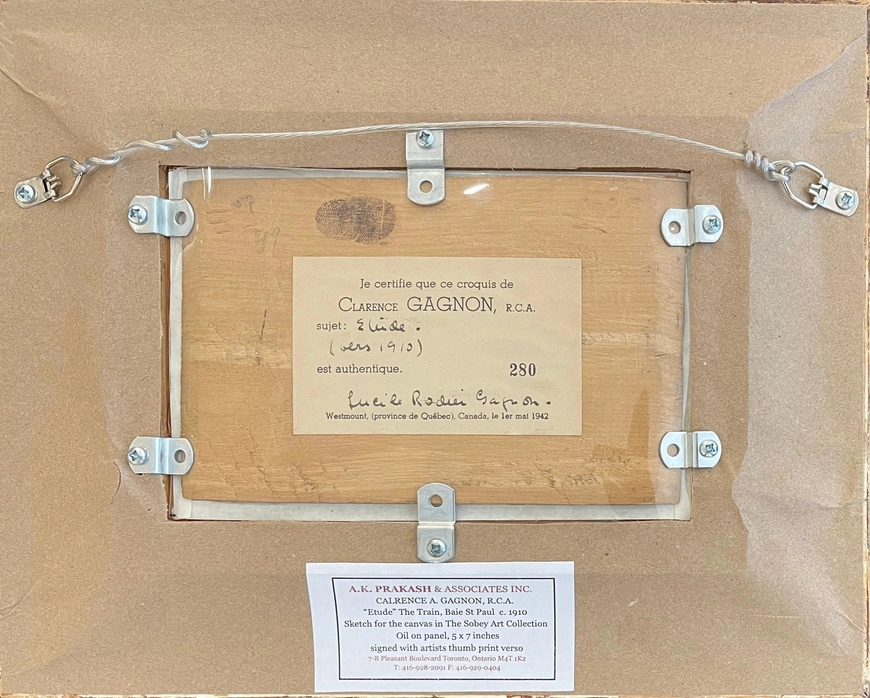 Je certifie que ce croquis de
CLARENCE GAGNON, R.C.A.
sujet: Etude.
(vers 1910)
est authentique. 280
Lucile Rodier Gagnon.
Westmount, (province de Québec), Canada, le 1er mai 1942
A.K. PRAKASH & ASSOCIATES INC.
CALRENCE A. GAGNON, R.C.A.
“Etude” The Train, Baie St Paul c. 1910
Sketch for the canvas in The Sobey Art Collection
Oil on panel, 5 x 7 inches
signed with artists thumb print verso
7-B Pleasant Boulevard Toronto, Ontario M4T 1K2
T: 416-928-2091 F: 416-929-0404